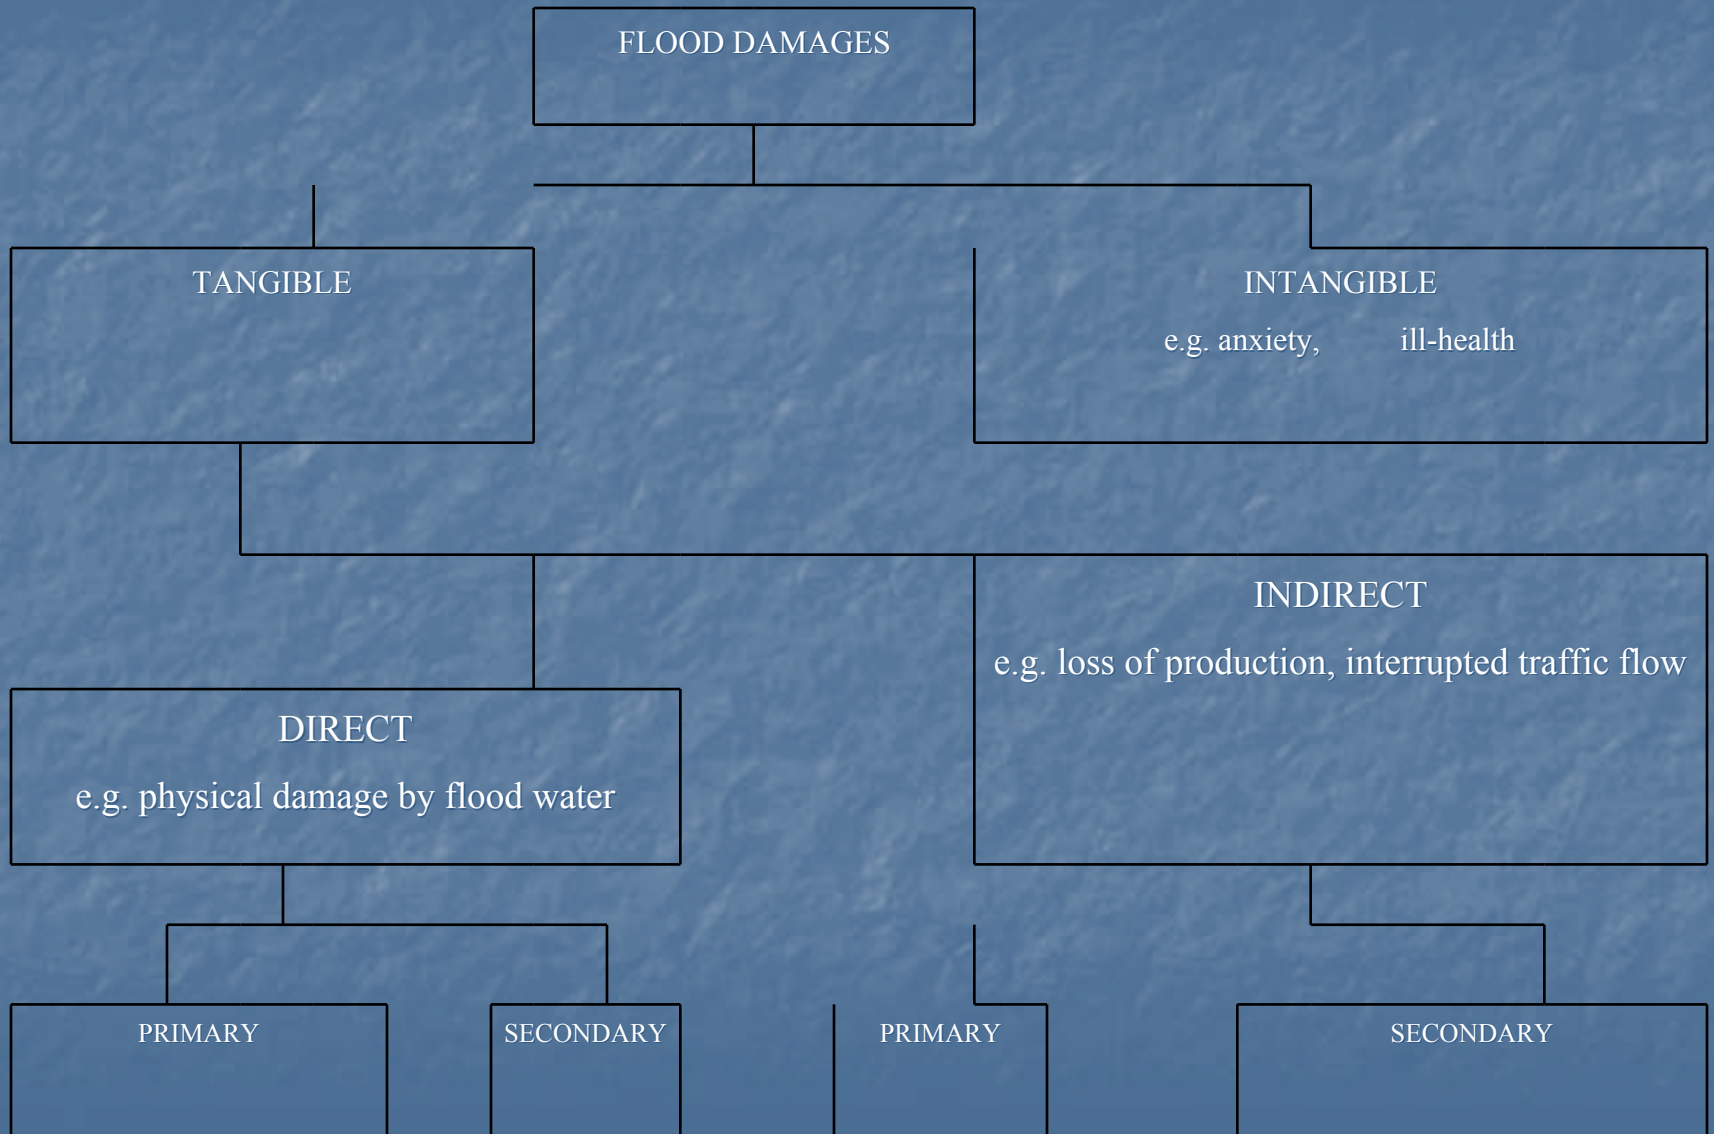 FLOOD DAMAGES
TANGIBLE
INTANGIBLE
e.g. anxiety, ill-health
INDIRECT
e.g. loss of production, interrupted traffic flow
DIRECT
e.g. physical damage by flood water
PRIMARY
SECONDARY
PRIMARY
SECONDARY